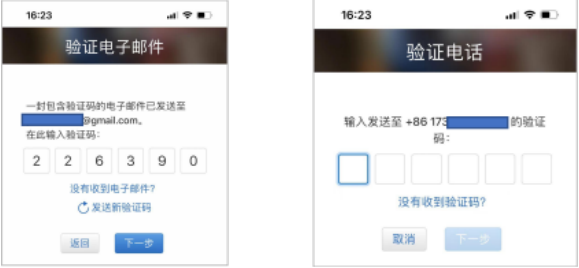 16:23
验证电子邮件
一封包含验证码的电子邮件已发送至
@gmail.com。
在此输入验证码：
2 2 6 3 9 0
没有收到电子邮件?
发送新验证码
返回 下一步
16:23
验证电话
输入发送至 +86 173 的验证
码：
没有收到验证码?
取消 下一步